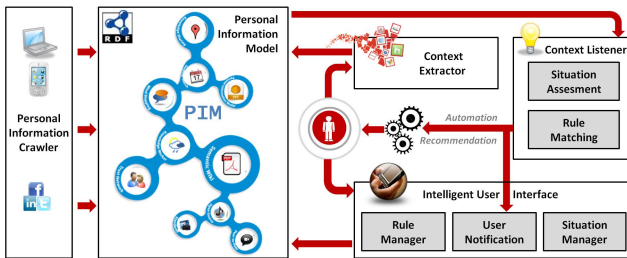 Personal
Information
Crawler
RDF
Personal
Information
Model
PIM
Context
Extractor
Context Listener
Situation
Assesment
Rule
Matching
Automation
Recommendation
Intelligent User Interface
Rule
Manager
User
Notification
Situation
Manager